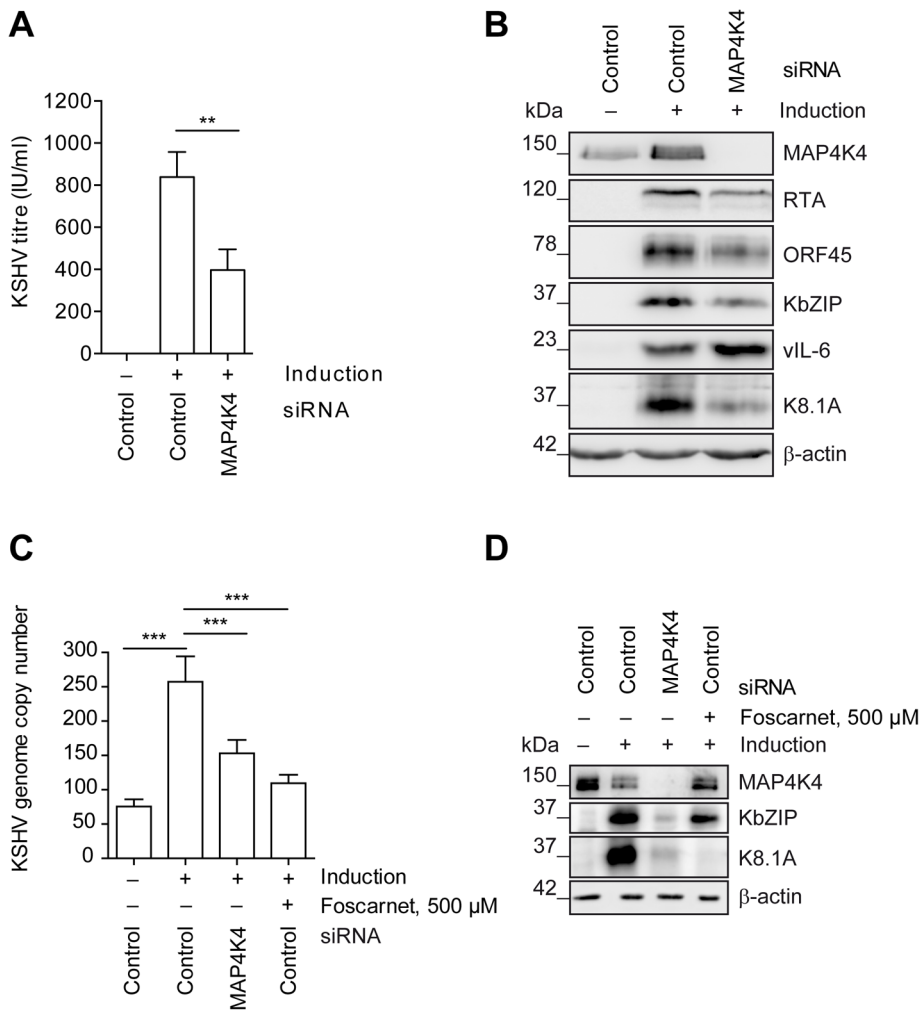 A
KSHV titre (IU/ml)
1200
1000
800
600
400
200
0
**
– + + Induction
Control Control MAP4K4 siRNA
B
Control Control MAP4K4 siRNA
kDa – + + Induction
150 MAP4K4
120 RTA
78 ORF45
37 KbZIP
23 vIL-6
37 K8.1A
42 β-actin
C
KSHV genome copy number
300
250
200
150
100
50
0
***
***
***
– + + + Induction
– – – + Foscarnet, 500 µM
Control Control MAP4K4 Control siRNA
D
Control Control MAP4K4 Control siRNA
– – – + Foscarnet, 500 µM
kDa – + + + Induction
150 MAP4K4
37 KbZIP
37 K8.1A
42 β-actin